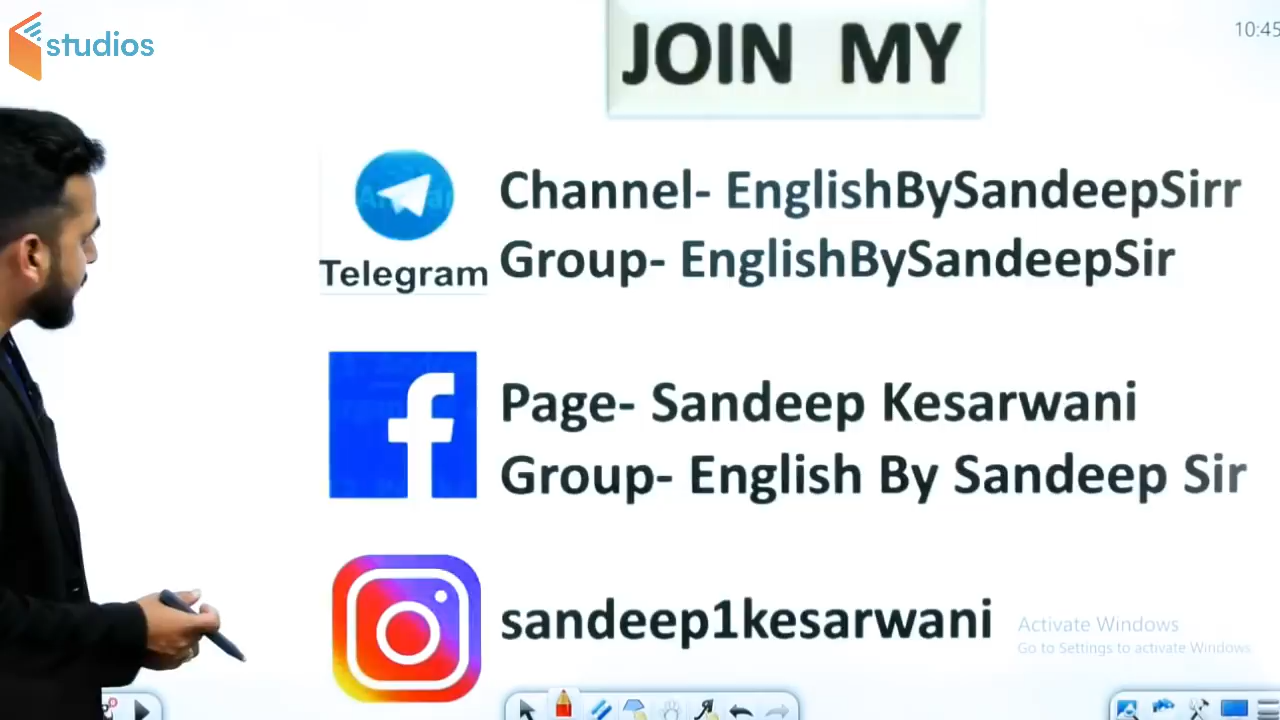 studios
JOIN MY
10:45
Channel- EnglishBySandeepSirr
Group- EnglishBySandeepSir
Telegram
Page- Sandeep Kesarwani
Group- English By Sandeep Sir
sandeep1kesarwani
Activate Windows
Go to Settings to activate Windows.